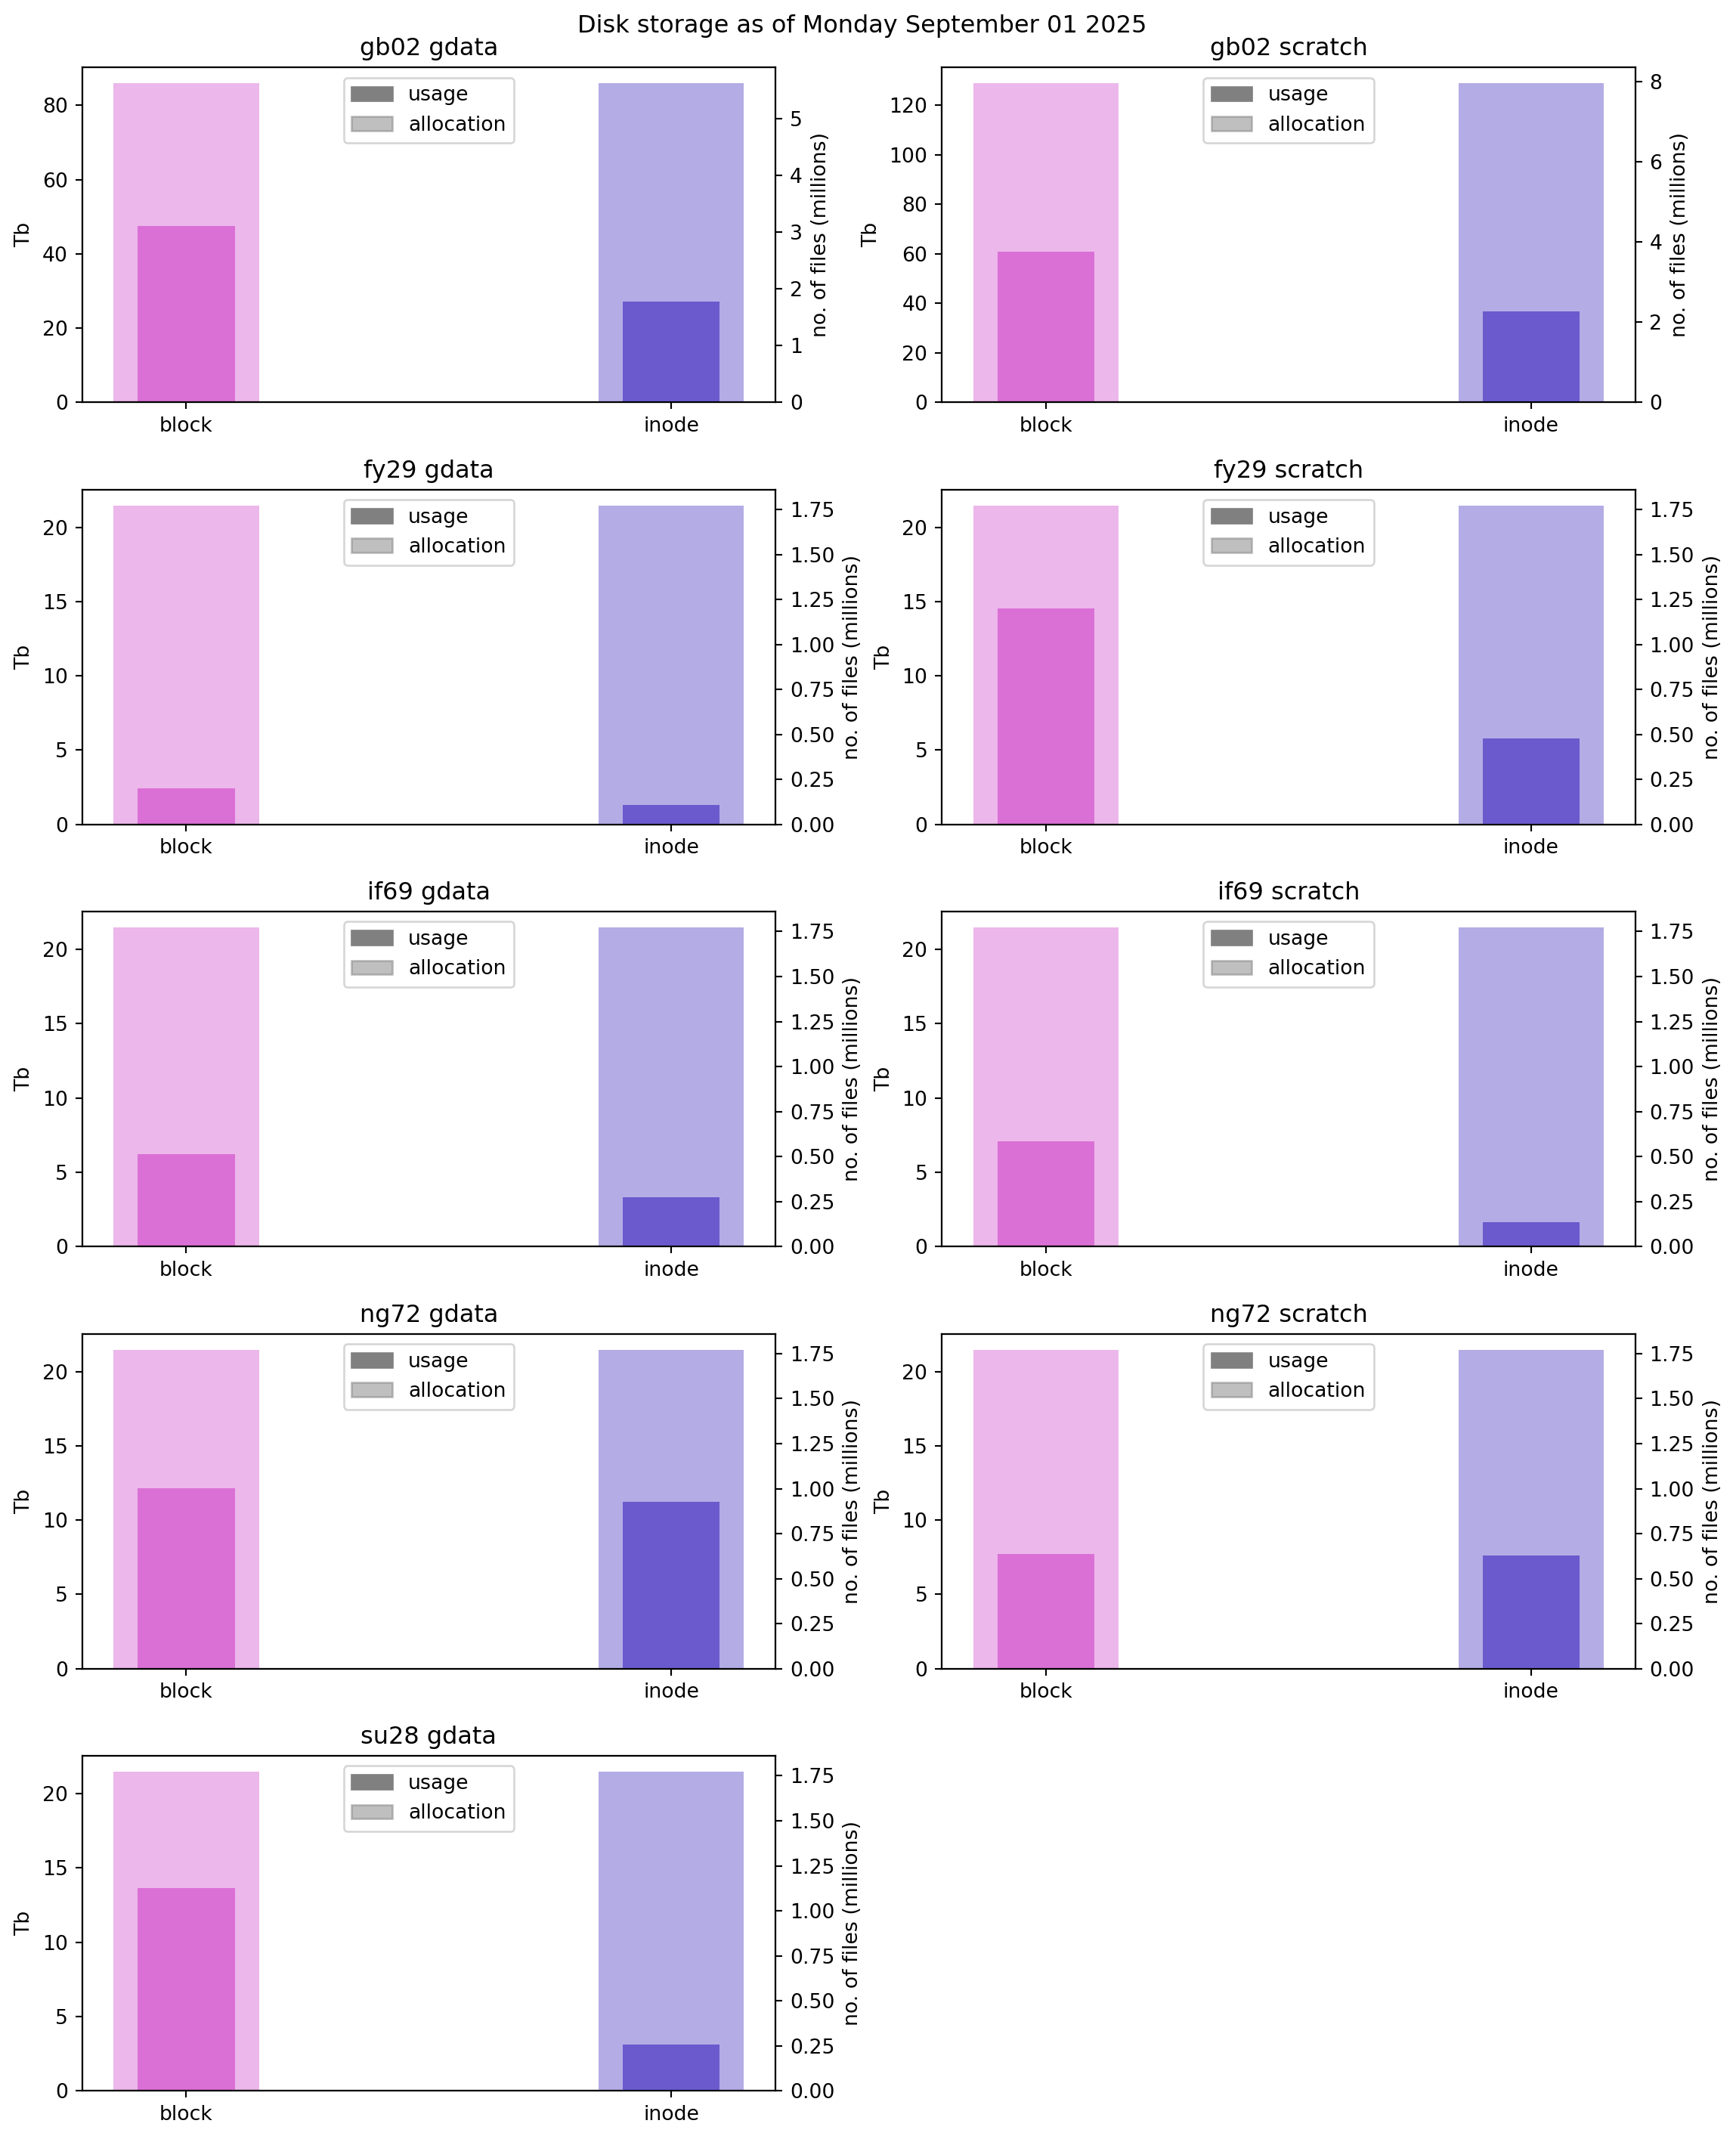 Disk storage as of Monday September 01 2025
gb02 gdata
usage
allocation
80
60
40
20
0
Tb
5
4
3
2
1
0
no. of files (millions)
block
inode
gb02 scratch
usage
allocation
120
100
80
60
40
20
0
Tb
8
6
4
2
0
no. of files (millions)
block
inode
fy29 gdata
usage
allocation
20
15
10
5
0
Tb
1.75
1.50
1.25
1.00
0.75
0.50
0.25
0.00
no. of files (millions)
block
inode
fy29 scratch
usage
allocation
20
15
10
5
0
Tb
1.75
1.50
1.25
1.00
0.75
0.50
0.25
0.00
no. of files (millions)
block
inode
if69 gdata
usage
allocation
20
15
10
5
0
Tb
1.75
1.50
1.25
1.00
0.75
0.50
0.25
0.00
no. of files (millions)
block
inode
if69 scratch
usage
allocation
20
15
10
5
0
Tb
1.75
1.50
1.25
1.00
0.75
0.50
0.25
0.00
no. of files (millions)
block
inode
ng72 gdata
usage
allocation
20
15
10
5
0
Tb
1.75
1.50
1.25
1.00
0.75
0.50
0.25
0.00
no. of files (millions)
block
inode
ng72 scratch
usage
allocation
20
15
10
5
0
Tb
1.75
1.50
1.25
1.00
0.75
0.50
0.25
0.00
no. of files (millions)
block
inode
su28 gdata
usage
allocation
20
15
10
5
0
Tb
1.75
1.50
1.25
1.00
0.75
0.50
0.25
0.00
no. of files (millions)
block
inode